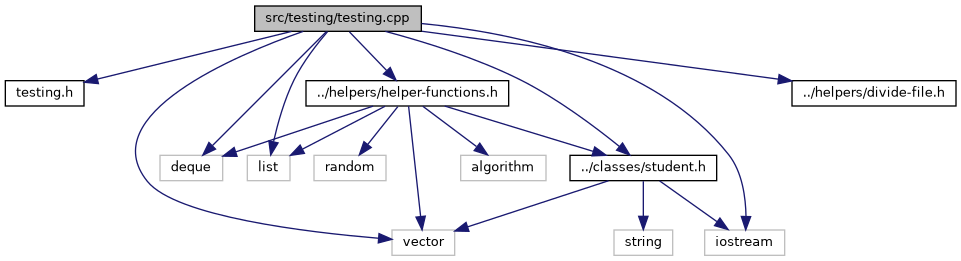 src/testing/testing.cpp
testing.h
../helpers/helper-functions.h
../helpers/divide-file.h
deque
list
random
algorithm
../classes/student.h
vector
string
iostream